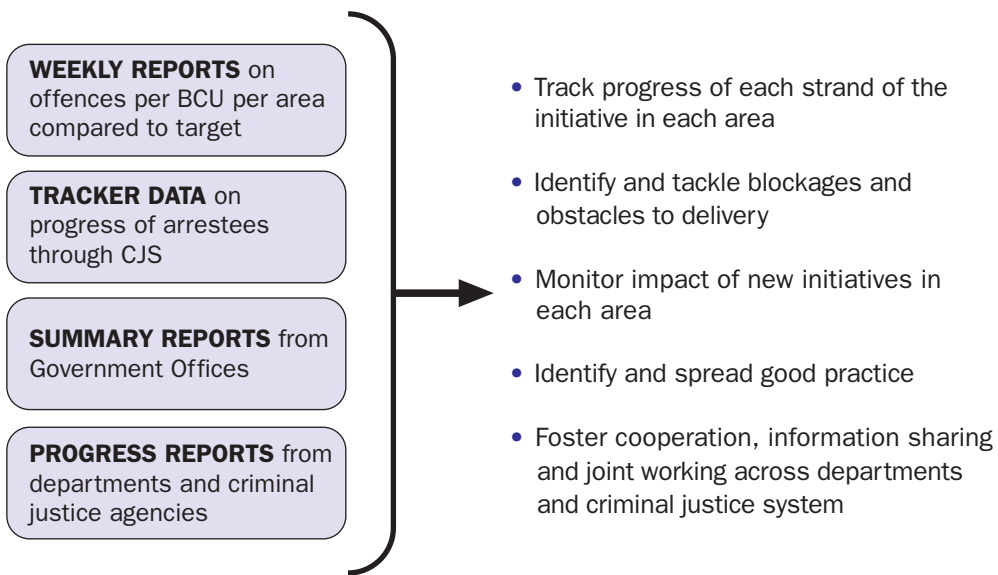 WEEKLY REPORTS on
offences per BCU per area
compared to target
TRACKER DATA on
progress of arrestees
through CJS
SUMMARY REPORTS from
Government Offices
PROGRESS REPORTS from
departments and criminal
justice agencies
• Track progress of each strand of the
initiative in each area
• Identify and tackle blockages and
obstacles to delivery
• Monitor impact of new initiatives in
each area
• Identify and spread good practice
• Foster cooperation, information sharing
and joint working across departments
and criminal justice system